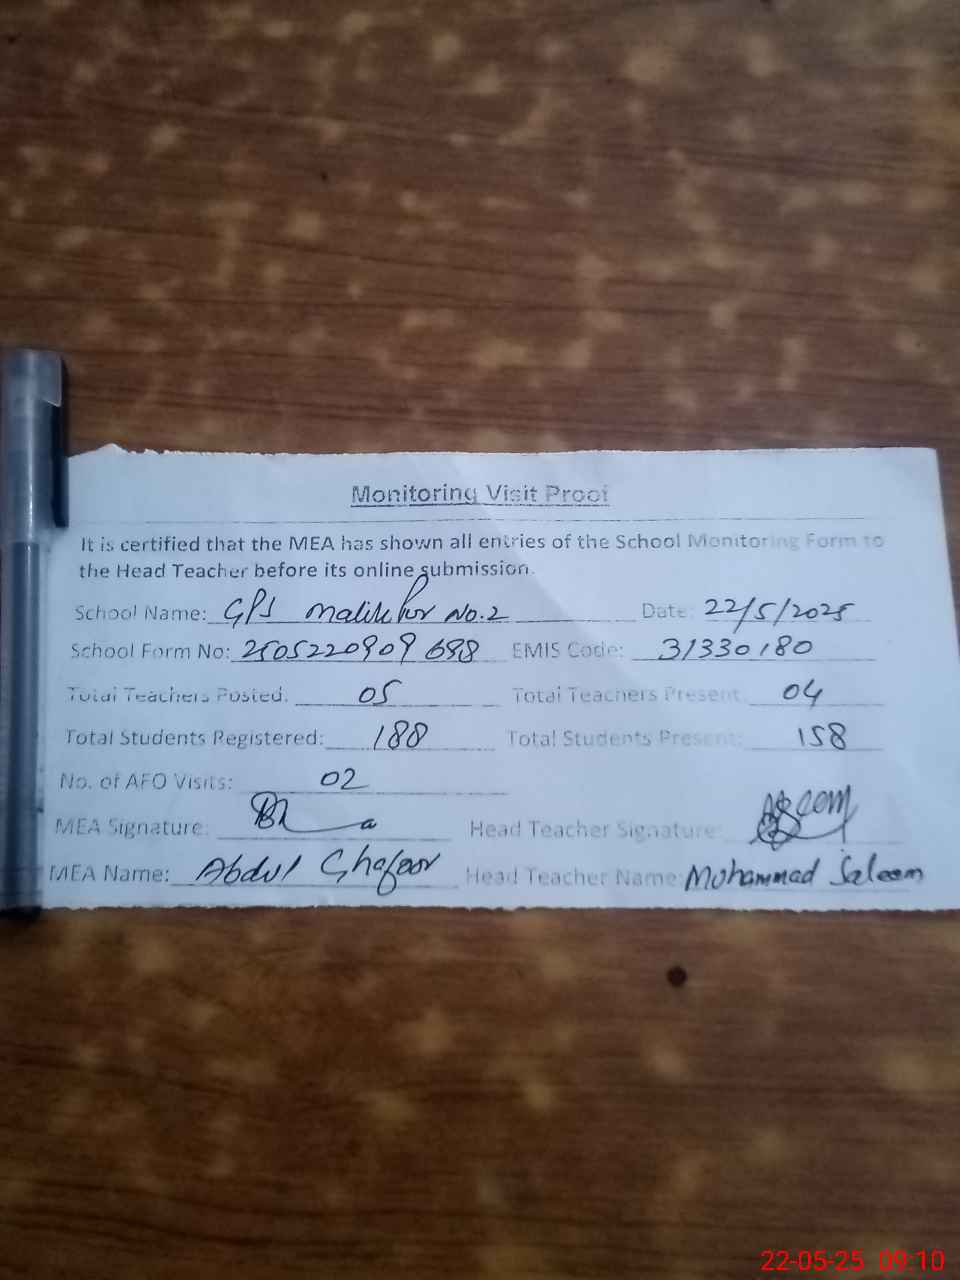 Monitoring Visit Proof
It is certified that the MEA has shown all entries of the School Monitoring Form to
the Head Teacher before its online submission.
School Name: GPS Malikpur No.2 Date: 22/5/2025
School Form No: 2505220909698 EMIS Code: 31330180
Total Teachers Posted: 05 Total Teachers Present: 04
Total Students Registered: 188 Total Students Present: 158
No. of AFO Visits: 02
MEA Signature: Head Teacher Signature:
MEA Name: Abdul Ghafoor Head Teacher Name: Mohammad Saleem
22-05-25 09:10